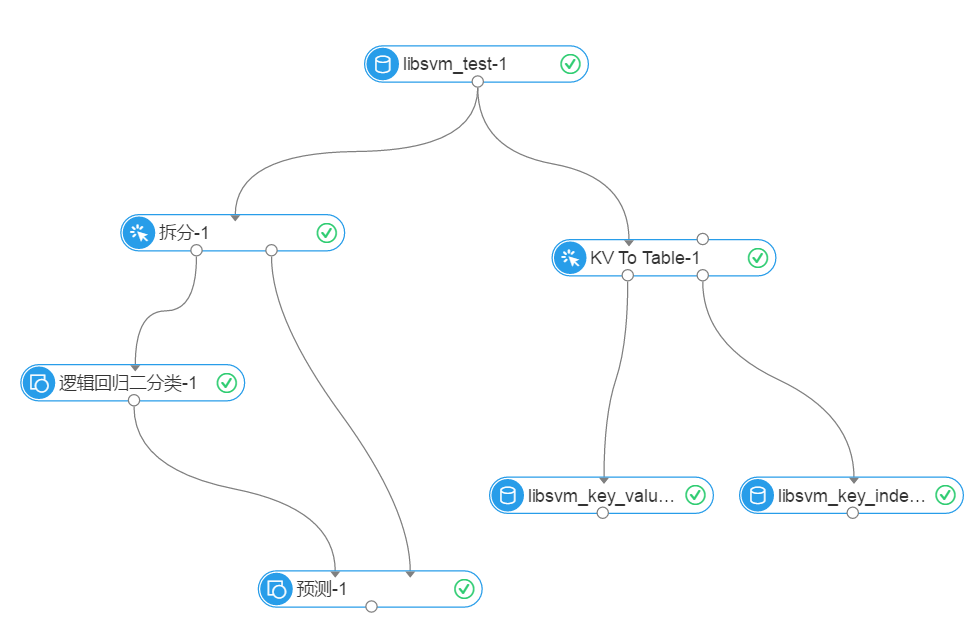 libsvm_test-1
拆分-1
KV To Table-1
逻辑回归二分类-1
libsvm_key_valu...
libsvm_key_inde...
预测-1